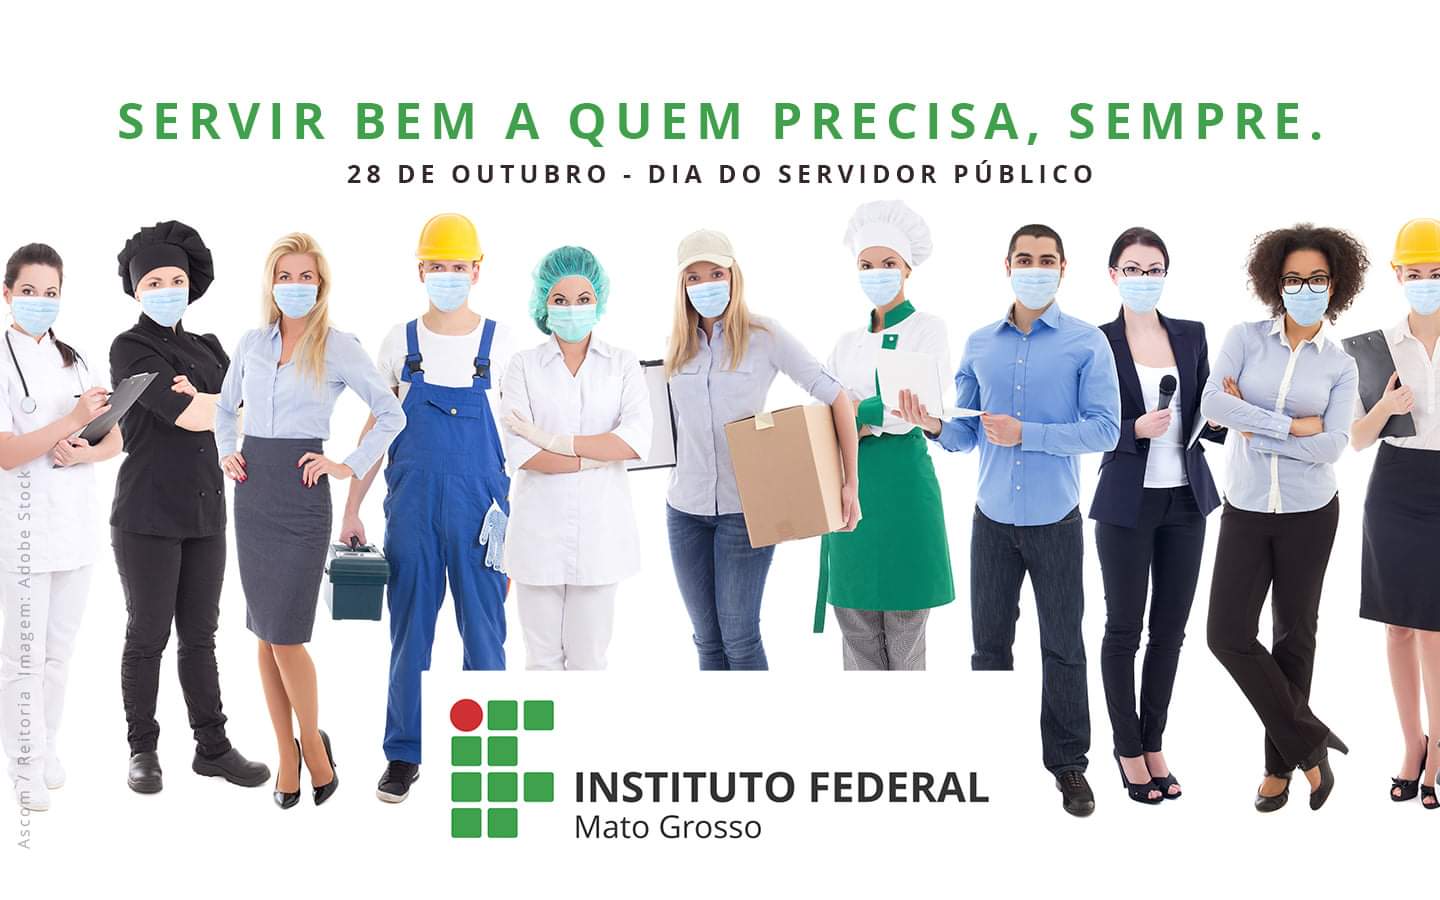 SERVIR BEM A QUEM PRECISA, SEMPRE.
28 DE OUTUBRO - DIA DO SERVIDOR PÚBLICO
INSTITUTO FEDERAL
Mato Grosso
Ascom / Reitoria Imagem: Adobe Stock